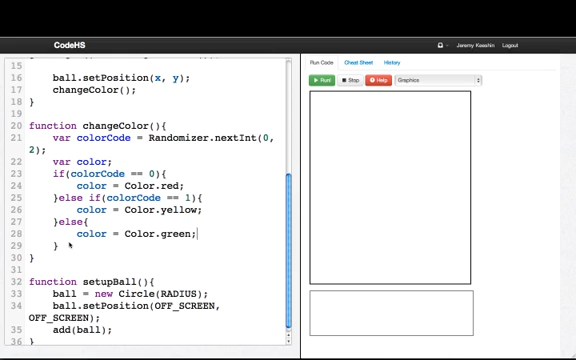 CodeHS
Jeremy Keeshin Logout
15
16 ball.setPosition(x, y);
17 changeColor();
18 }
19
20 function changeColor(){
21 var colorCode = Randomizer.nextInt(0,
2);
22 var color;
23 if(colorCode == 0){
24 color = Color.red;
25 }else if(colorCode == 1){
26 color = Color.yellow;
27 }else{
28 color = Color.green;
29 }
30 }
31
32 function setupBall(){
33 ball = new Circle(RADIUS);
34 ball.setPosition(OFF_SCREEN,
OFF_SCREEN);
35 add(ball);
36 }
Run Code Cheat Sheet History
Run! Stop Help Graphics